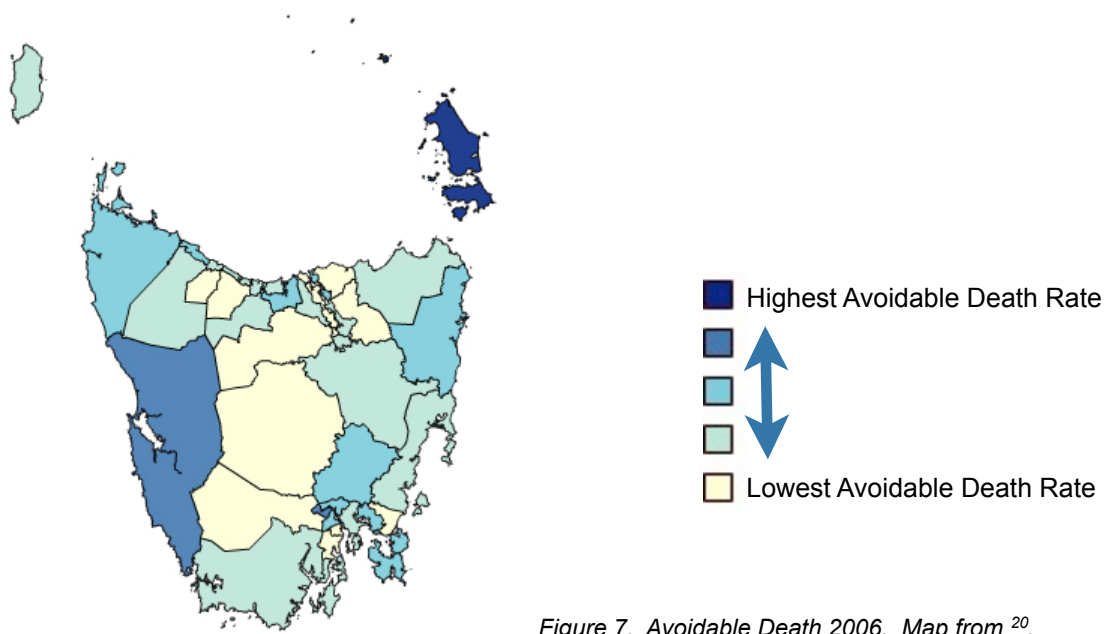 Highest Avoidable Death Rate
Lowest Avoidable Death Rate
Figure 7. Avoidable Death 2006. Map from 20.